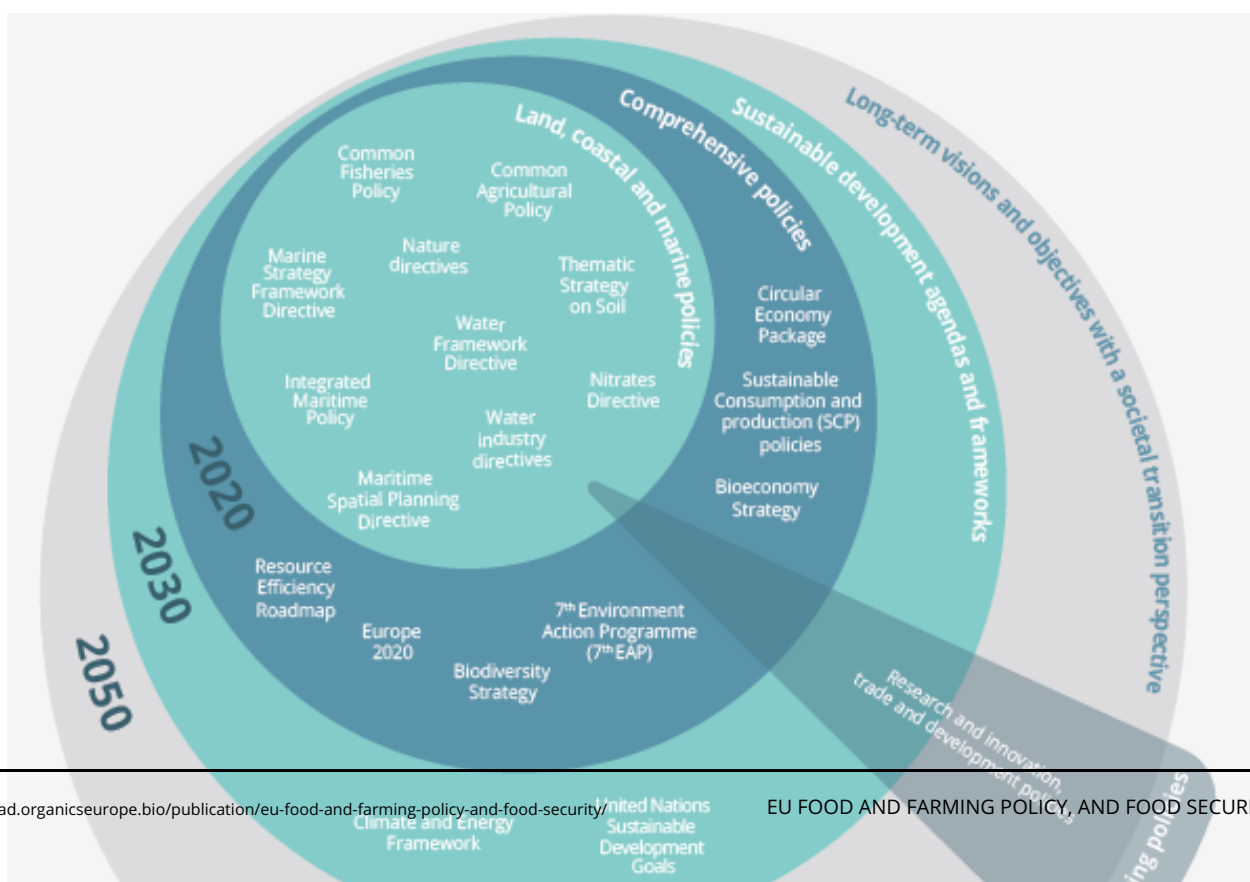 Long-term visions and objectives with a societal transition perspective
Sustainable development agendas and frameworks
Comprehensive policies
Land, coastal and marine policies
Common
Fisheries
Policy
Common
Agricultural
Policy
Nature
directives
Marine
Strategy
Framework
Directive
Thematic
Strategy
on Soil
Water
Framework
Directive
Integrated
Maritime
Policy
Nitrates
Directive
Water
industry
directives
Maritime
Spatial Planning
Directive
Circular
Economy
Package
Sustainable
Consumption and
production (SCP)
policies
Bioeconomy
Strategy
2020
2030
2050
Resource
Efficiency
Roadmap
Europe
2020
Biodiversity
Strategy
7th Environment
Action Programme
(7th EAP)
Research and innovation,
trade and development policies
ing policies
ad.organicseurope.bio/publication/eu-food-and-farming-policy-and-food-security/
EU FOOD AND FARMING POLICY, AND FOOD SECURI
Climate and Energy
Framework
United Nations
Sustainable
Development
Goals